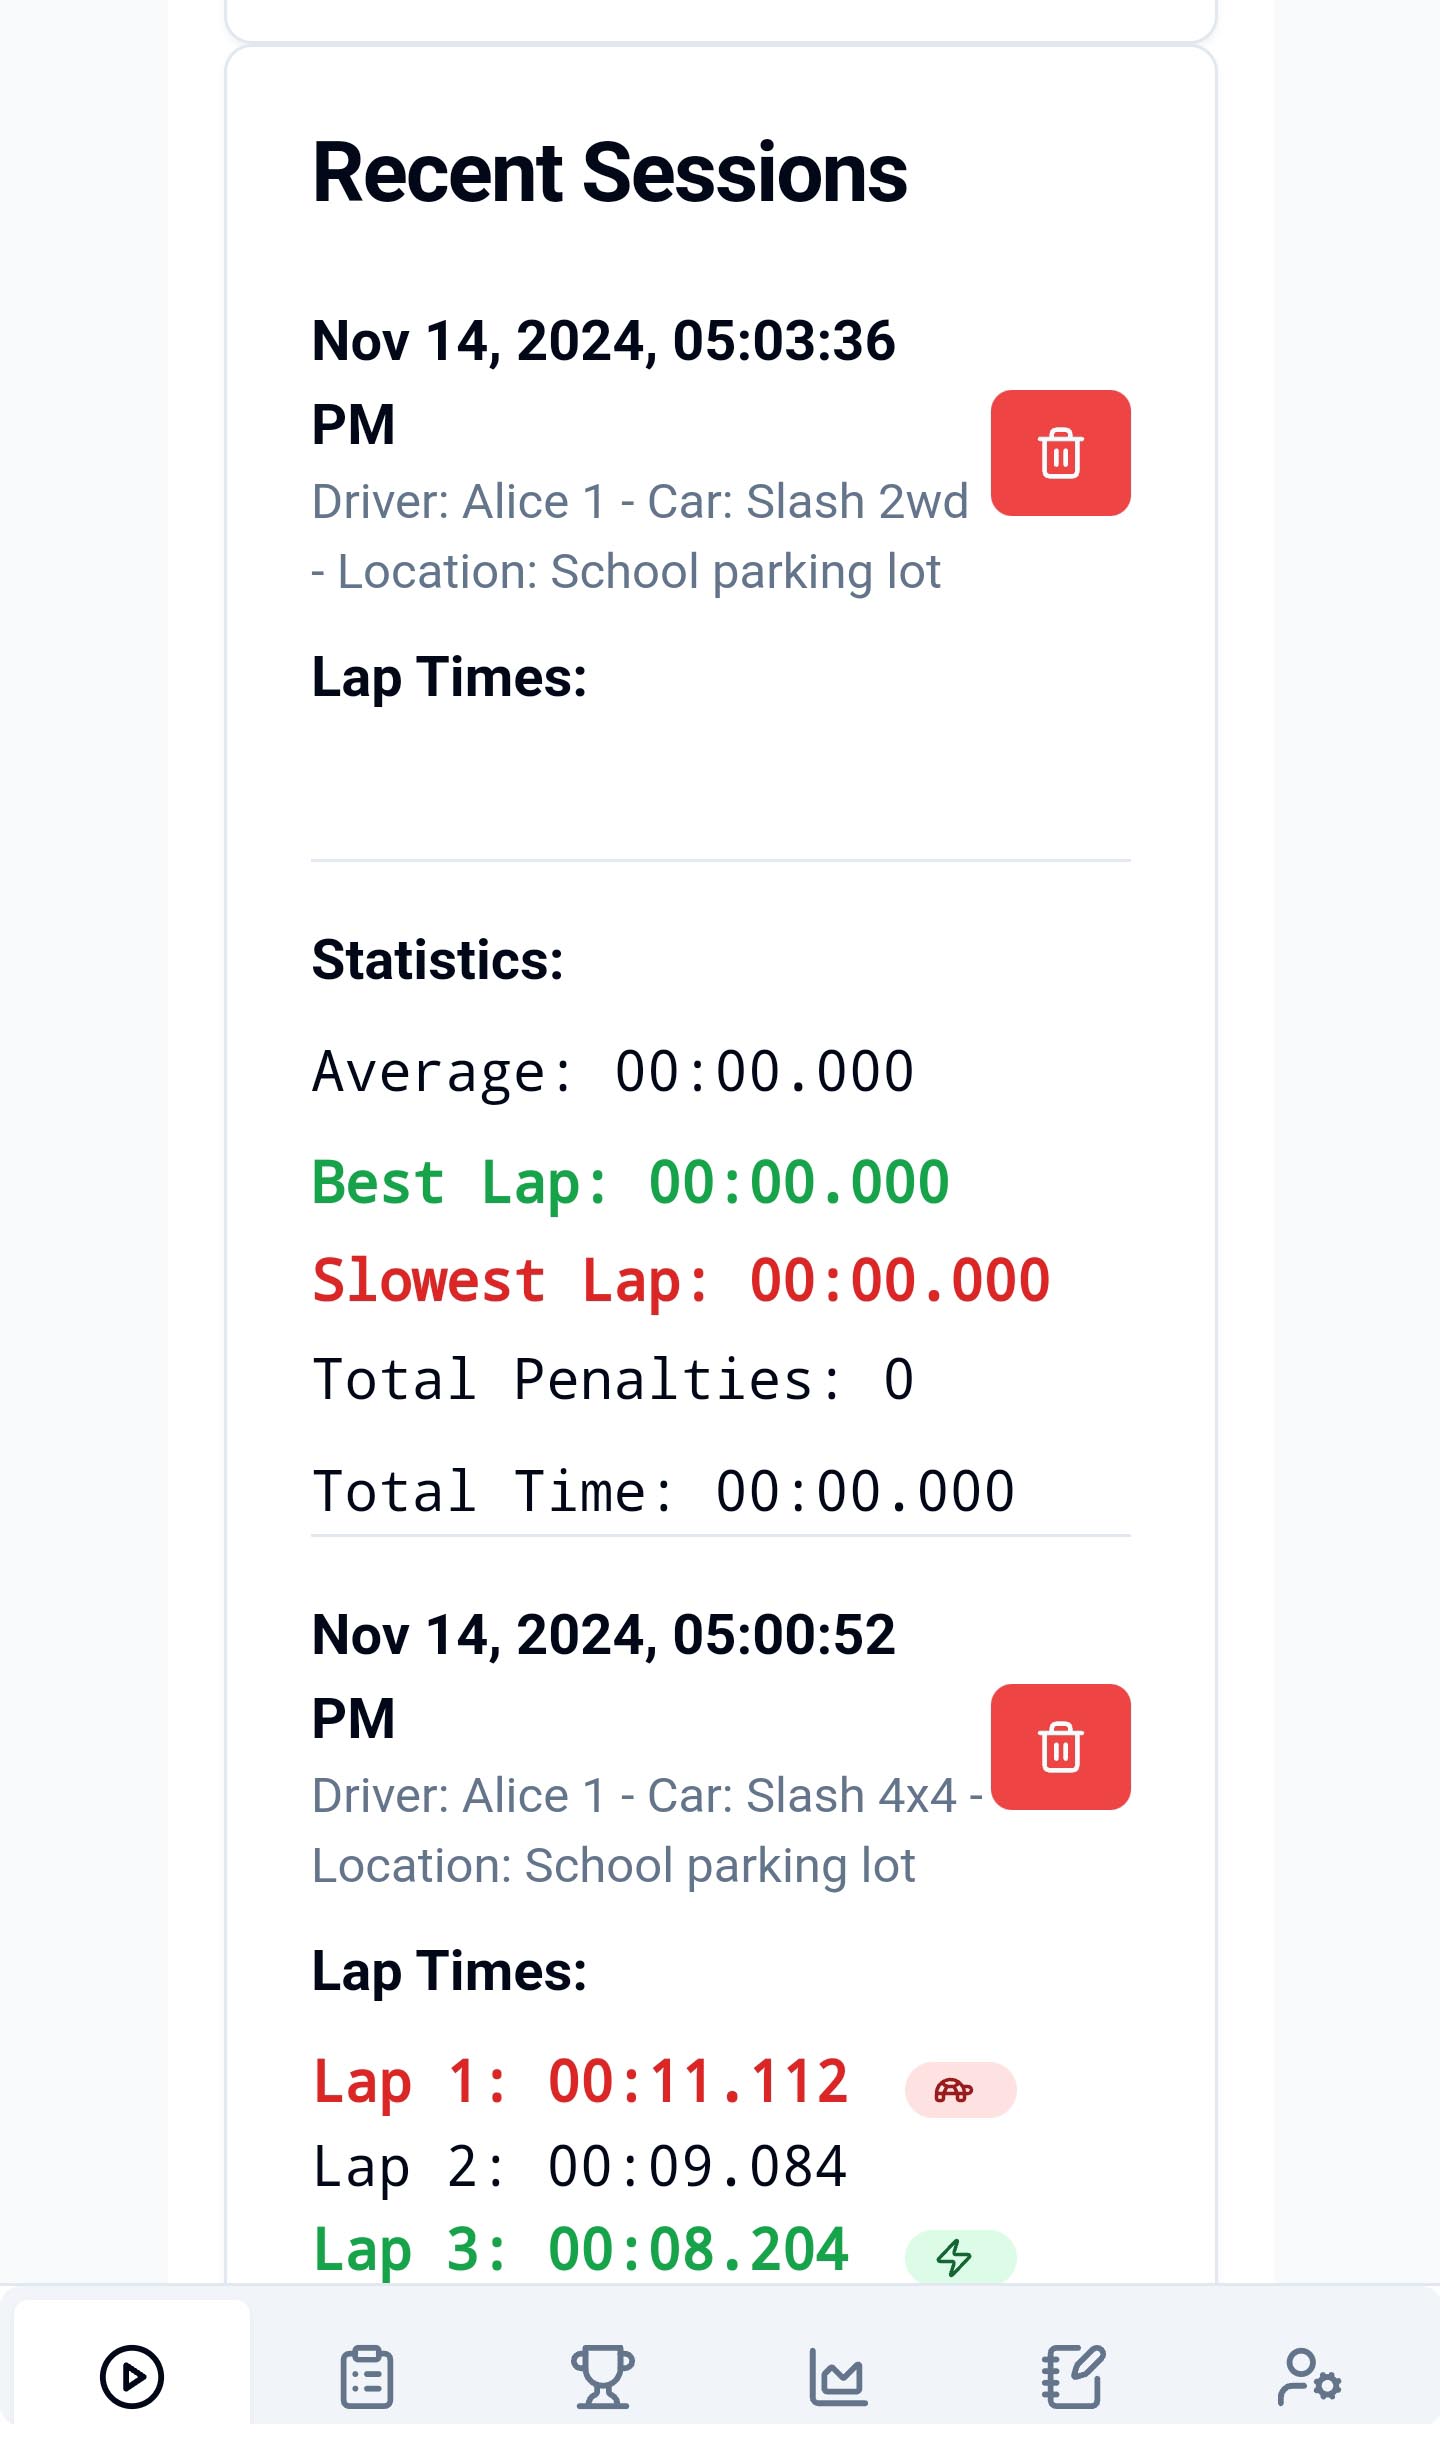 Recent Sessions
Nov 14, 2024, 05:03:36
PM
Driver: Alice 1 - Car: Slash 2wd
- Location: School parking lot
Lap Times:
Statistics:
Average: 00:00.000
Best Lap: 00:00.000
Slowest Lap: 00:00.000
Total Penalties: 0
Total Time: 00:00.000
Nov 14, 2024, 05:00:52
PM
Driver: Alice 1 - Car: Slash 4x4 -
Location: School parking lot
Lap Times:
Lap 1: 00:11.112
Lap 2: 00:09.084
Lap 3: 00:08.204